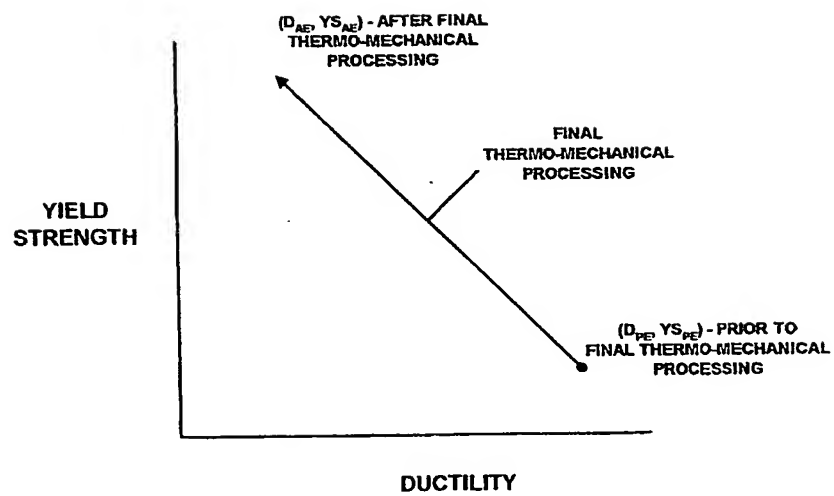 (D_AE, YS_AE) - AFTER FINAL
THERMO-MECHANICAL
PROCESSING
FINAL
THERMO-MECHANICAL
PROCESSING
YIELD
STRENGTH
(D_PE, YS_PE) - PRIOR TO
FINAL THERMO-MECHANICAL
PROCESSING
DUCTILITY